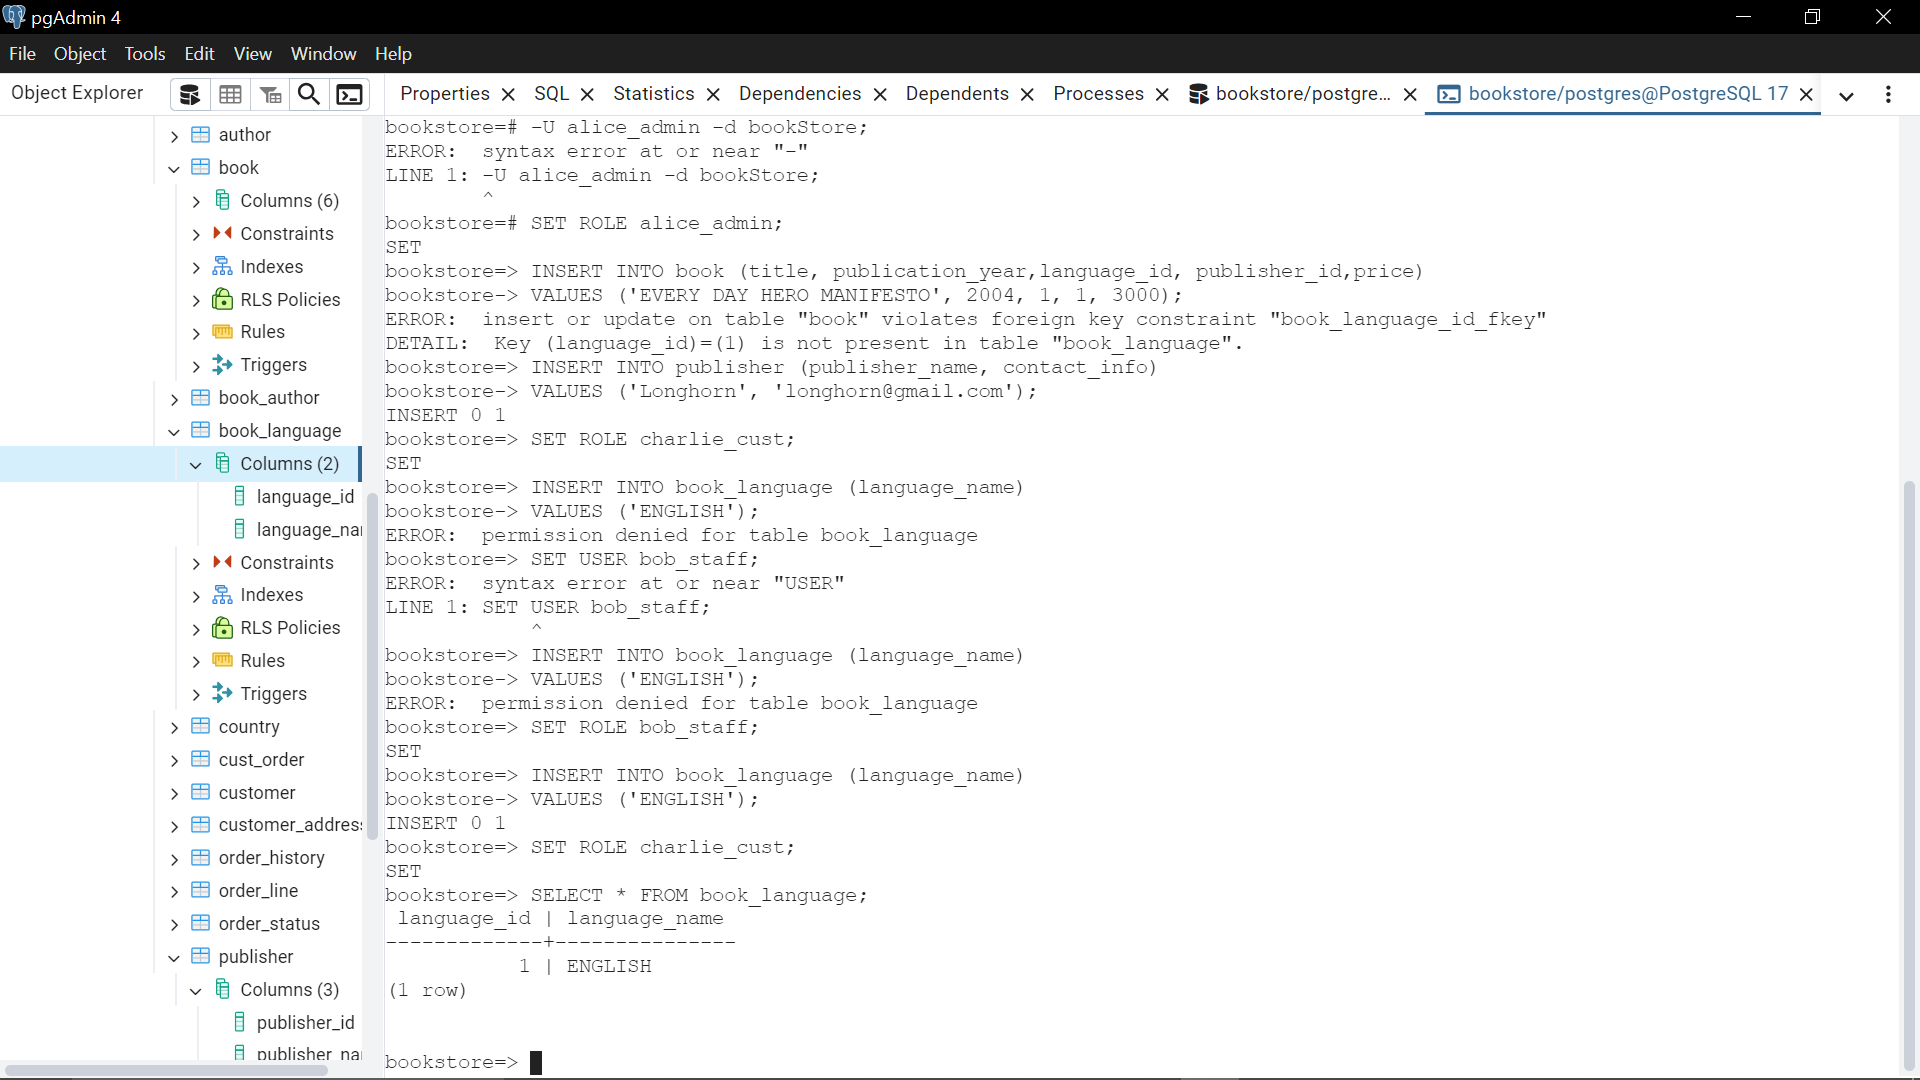 pgAdmin 4
File Object Tools Edit View Window Help
Object Explorer
Properties SQL Statistics Dependencies Dependents Processes bookstore/postgre... bookstore/postgres@PostgreSQL 17
author
book
Columns (6)
Constraints
Indexes
RLS Policies
Rules
Triggers
book_author
book_language
Columns (2)
language_id
language_na
Constraints
Indexes
RLS Policies
Rules
Triggers
country
cust_order
customer
customer_addres
order_history
order_line
order_status
publisher
Columns (3)
publisher_id
publisher_na
bookstore=# -U alice_admin -d bookStore;
ERROR:  syntax error at or near "-"
LINE 1: -U alice_admin -d bookStore;
        ^
bookstore=# SET ROLE alice_admin;
SET
bookstore=> INSERT INTO book (title, publication_year,language_id, publisher_id,price)
bookstore-> VALUES ('EVERY DAY HERO MANIFESTO', 2004, 1, 1, 3000);
ERROR:  insert or update on table "book" violates foreign key constraint "book_language_id_fkey"
DETAIL:  Key (language_id)=(1) is not present in table "book_language".
bookstore=> INSERT INTO publisher (publisher_name, contact_info)
bookstore-> VALUES ('Longhorn', 'longhorn@gmail.com');
INSERT 0 1
bookstore=> SET ROLE charlie_cust;
SET
bookstore=> INSERT INTO book_language (language_name)
bookstore-> VALUES ('ENGLISH');
ERROR:  permission denied for table book_language
bookstore=> SET USER bob_staff;
ERROR:  syntax error at or near "USER"
LINE 1: SET USER bob_staff;
            ^
bookstore=> INSERT INTO book_language (language_name)
bookstore-> VALUES ('ENGLISH');
ERROR:  permission denied for table book_language
bookstore=> SET ROLE bob_staff;
SET
bookstore=> INSERT INTO book_language (language_name)
bookstore-> VALUES ('ENGLISH');
INSERT 0 1
bookstore=> SET ROLE charlie_cust;
SET
bookstore=> SELECT * FROM book_language;
 language_id | language_name
-------------+---------------
           1 | ENGLISH
(1 row)
bookstore=>